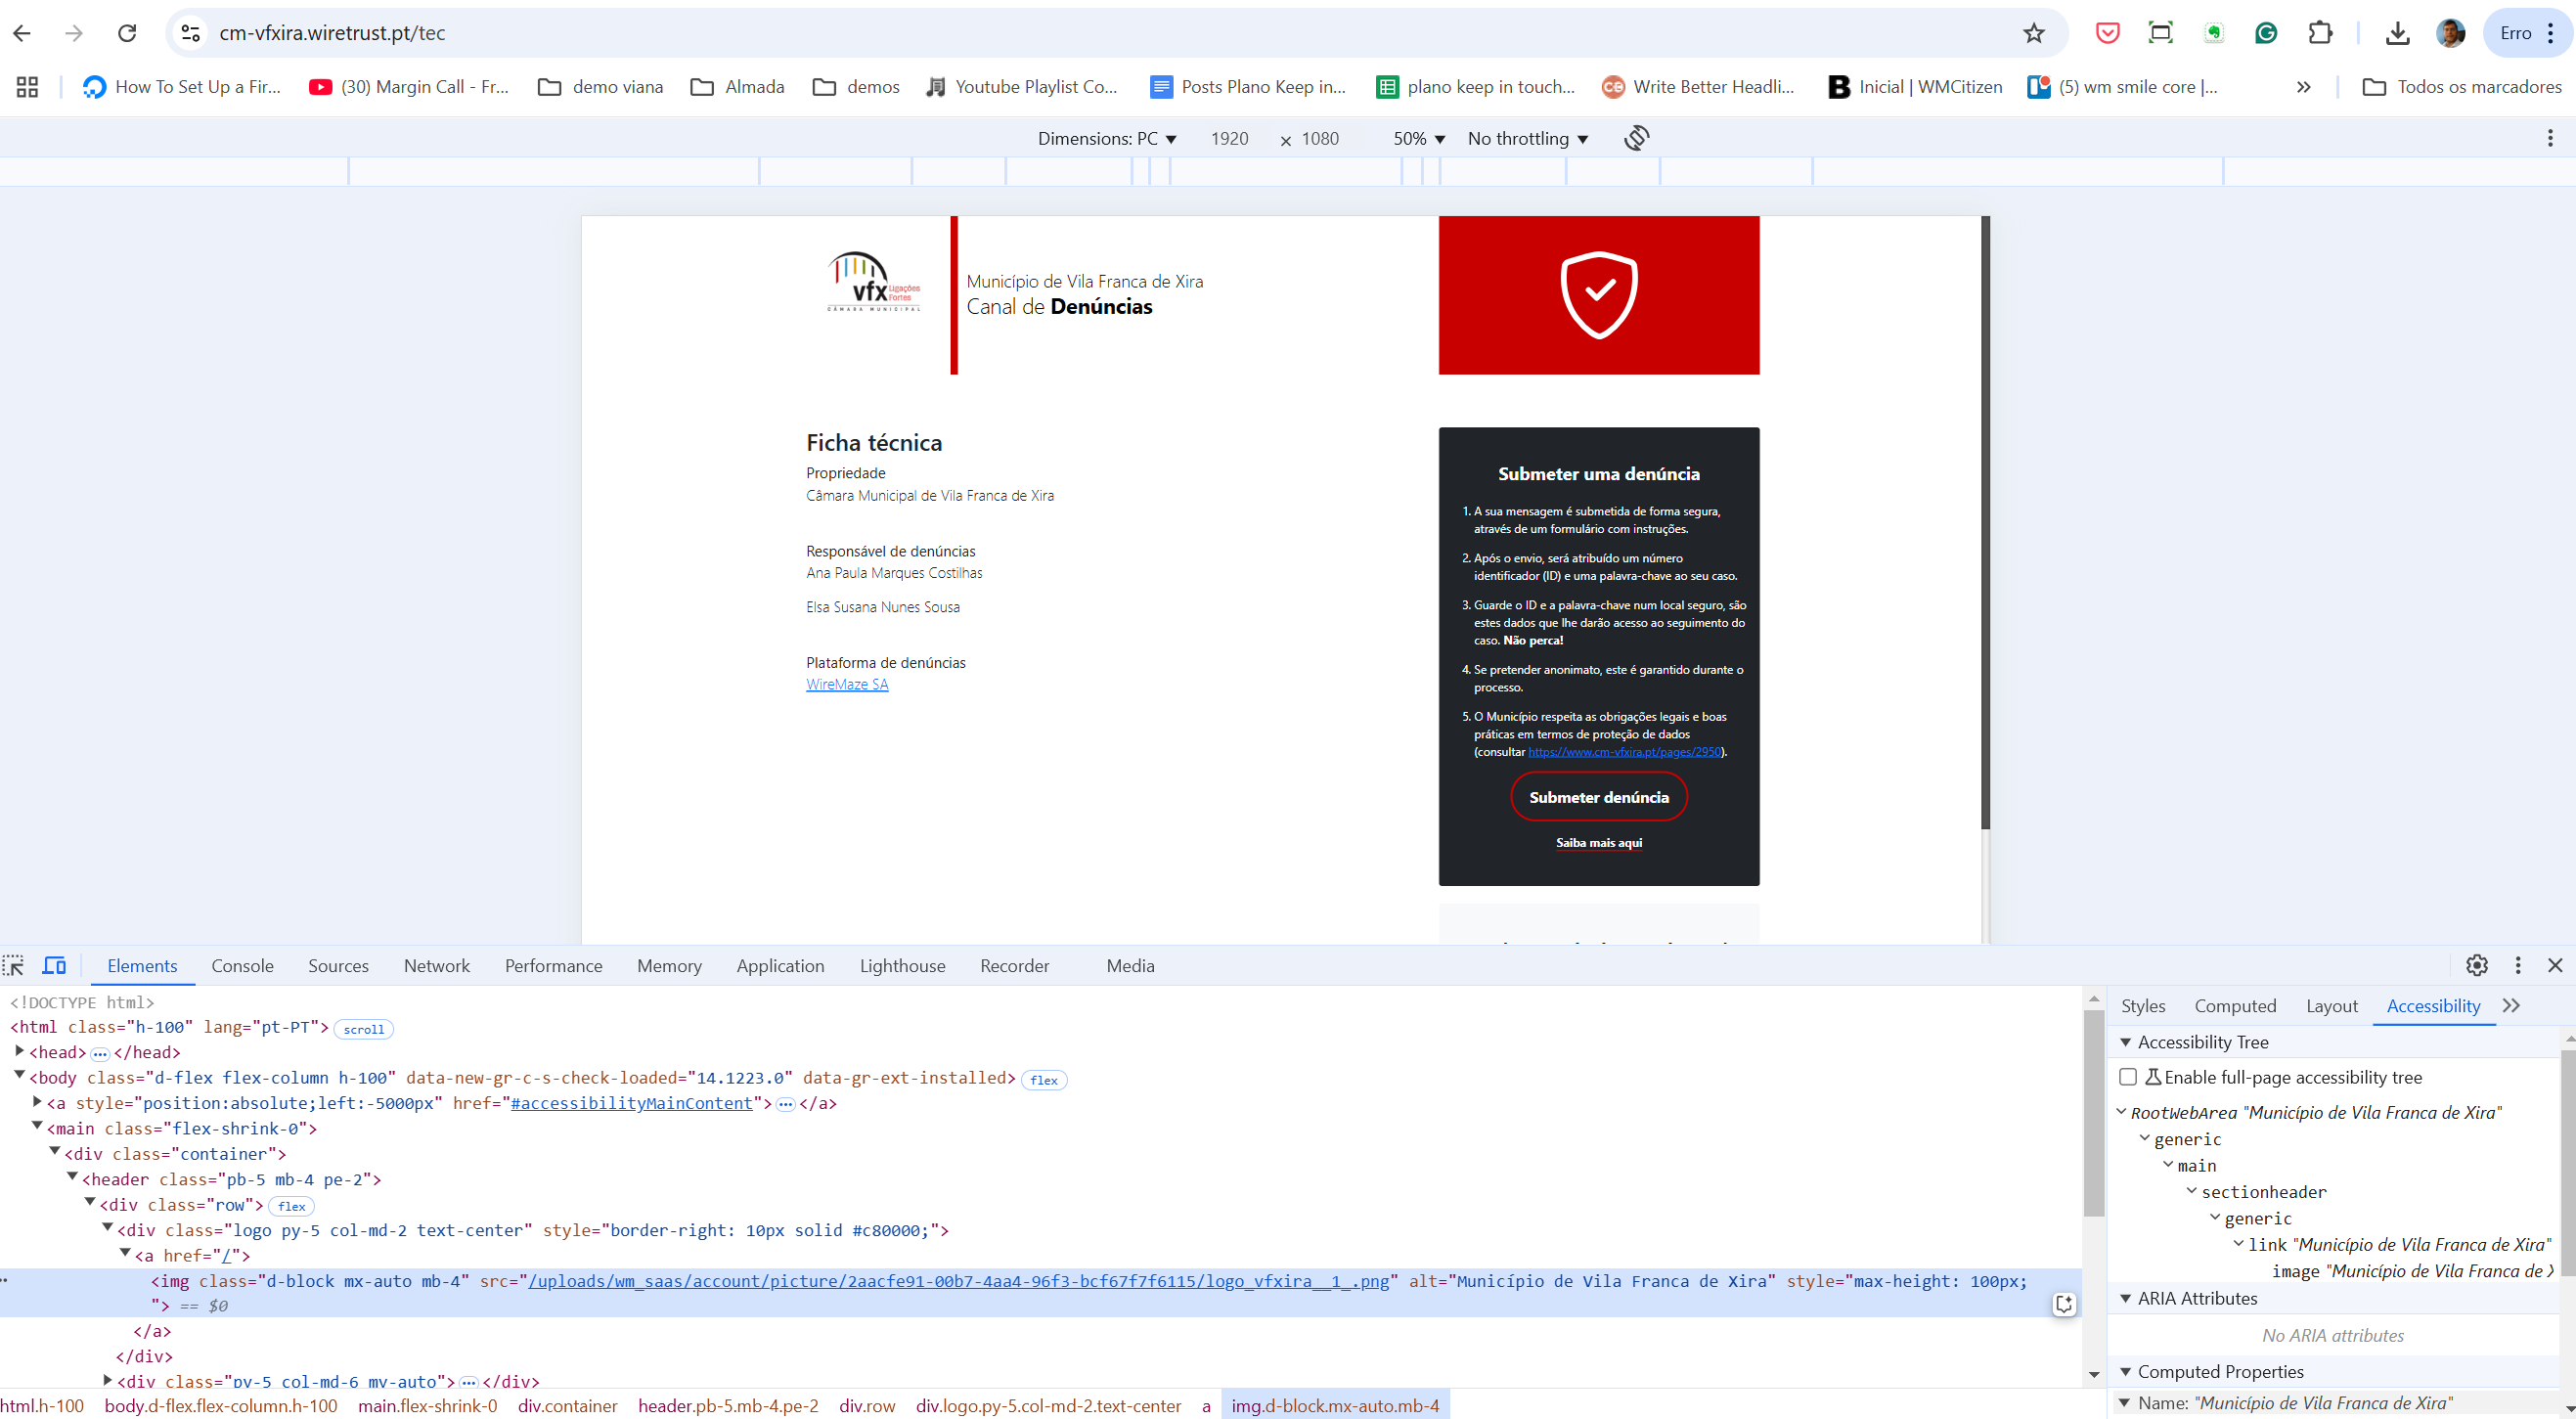 cm-vfxira.wiretrust.pt/tec
Erro
How To Set Up a Fir...
(30) Margin Call - Fr...
demo viana
Almada
demos
Youtube Playlist Co...
Posts Plano Keep in...
plano keep in touch...
Write Better Headli...
Inicial | WMCitizen
(5) wm smile core |...
Todos os marcadores
Dimensions: PC
1920 × 1080
50%
No throttling
vfx Ligações Fortes
CÂMARA MUNICIPAL
Município de Vila Franca de Xira
Canal de Denúncias
Ficha técnica
Propriedade
Câmara Municipal de Vila Franca de Xira
Responsável de denúncias
Ana Paula Marques Costilhas
Elsa Susana Nunes Sousa
Plataforma de denúncias
WireMaze SA
Submeter uma denúncia
1. A sua mensagem é submetida de forma segura,
através de um formulário com instruções.
2. Após o envio, será atribuído um número
identificador (ID) e uma palavra-chave ao seu caso.
3. Guarde o ID e a palavra-chave num local seguro, são
estes dados que lhe darão acesso ao seguimento do
caso. Não perca!
4. Se pretender anonimato, este é garantido durante o
processo.
5. O Município respeita as obrigações legais e boas
práticas em termos de proteção de dados
(consultar https://www.cm-vfxira.pt/pages/2950).
Submeter denúncia
Saiba mais aqui
Elements
Console
Sources
Network
Performance
Memory
Application
Lighthouse
Recorder
Media
<!DOCTYPE html>
<html class="h-100" lang="pt-PT"> scroll
<head> ••• </head>
<body class="d-flex flex-column h-100" data-new-gr-c-s-check-loaded="14.1223.0" data-gr-ext-installed> flex
<a style="position:absolute;left:-5000px" href="#accessibilityMainContent"> ••• </a>
<main class="flex-shrink-0">
<div class="container">
<header class="pb-5 mb-4 pe-2">
<div class="row"> flex
<div class="logo py-5 col-md-2 text-center" style="border-right: 10px solid #c80000;">
<a href="/">
<img class="d-block mx-auto mb-4" src="/uploads/wm_saas/account/picture/2aacfe91-00b7-4aa4-96f3-bcf67f7f6115/logo_vfxira__1_.png" alt="Município de Vila Franca de Xira" style="max-height: 100px;
"> == $0
</a>
</div>
<div class="py-5 col-md-6 my-auto"> ••• </div>
html.h-100 body.d-flex.flex-column.h-100 main.flex-shrink-0 div.container header.pb-5.mb-4.pe-2 div.row div.logo.py-5.col-md-2.text-center a img.d-block.mx-auto.mb-4
Styles
Computed
Layout
Accessibility
Accessibility Tree
Enable full-page accessibility tree
RootWebArea "Município de Vila Franca de Xira"
generic
main
sectionheader
generic
link "Município de Vila Franca de Xira"
image "Município de Vila Franca de X
ARIA Attributes
No ARIA attributes
Computed Properties
Name: "Município de Vila Franca de Xira"